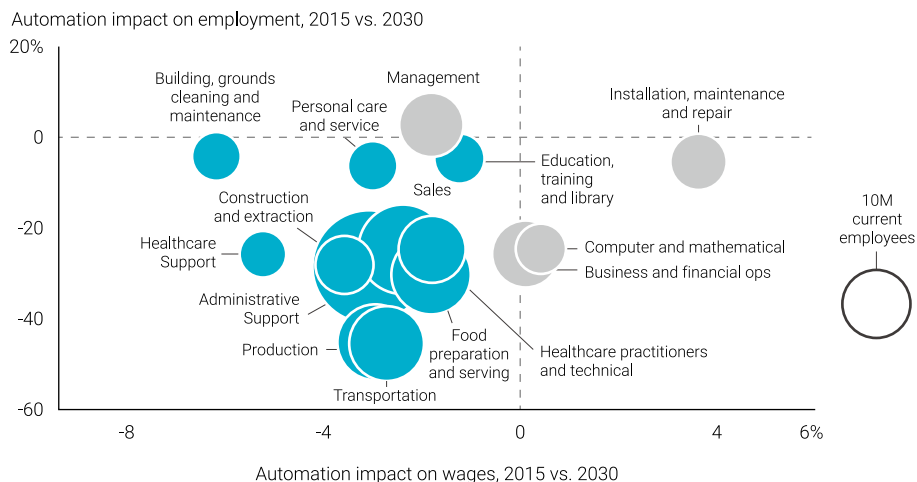 Automation impact on employment, 2015 vs. 2030
20%
0
-20
-40
-60
Building, grounds
cleaning and
maintenance
Personal care
and service
Management
Installation, maintenance
and repair
Sales
Education,
training
and library
Construction
and extraction
Healthcare
Support
Administrative
Support
Production
Transportation
Food
preparation
and serving
Healthcare practitioners
and technical
Computer and mathematical
Business and financial ops
10M
current
employees
-8
-4
0
4
6%
Automation impact on wages, 2015 vs. 2030